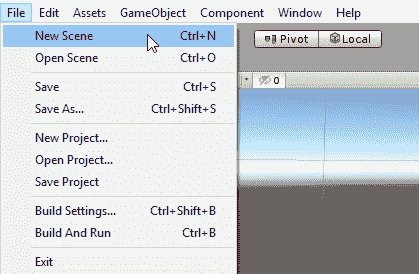 File Edit Assets GameObject Component Window Help
New Scene Ctrl+N
Pivot Local
Open Scene Ctrl+O
0
Save Ctrl+S
Save As... Ctrl+Shift+S
New Project...
Open Project...
Save Project
Build Settings... Ctrl+Shift+B
Build And Run Ctrl+B
Exit